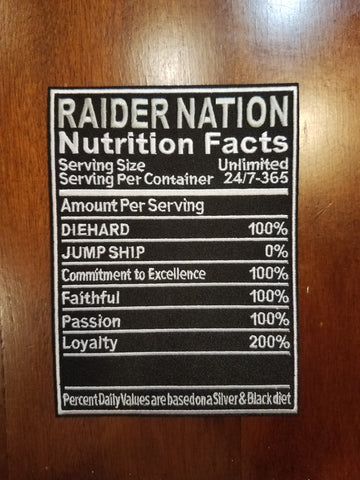 RAIDER NATION
Nutrition Facts
Serving Size Unlimited
Serving Per Container 24/7-365
Amount Per Serving
DIEHARD 100%
JUMP SH1P 0%
Commitment to Excellence 100%
Faithful 100%
Passion 100%
Loyalty 200%
Percent Daily Values are based on a Silver & Black diet